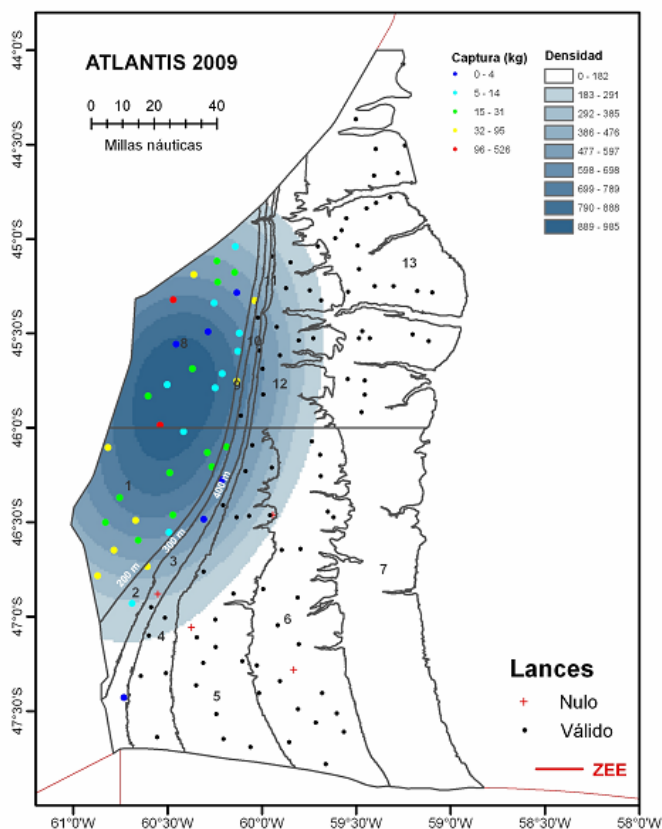 ATLANTIS 2009
0 10 20 40
Millas náuticas
Captura (kg)
0 - 4
5 - 14
15 - 31
32 - 95
96 - 526
Densidad
0 - 182
183 - 291
292 - 385
386 - 476
477 - 597
598 - 698
699 - 789
790 - 888
889 - 985
44°0'S
44°30'S
45°0'S
45°30'S
46°0'S
46°30'S
47°0'S
47°30'S
13
11
8
10
9
12
1
400 m
300 m
200 m
3
2
4
7
6
5
Lances
Nulo
Válido
ZEE
61°0'W
60°30'W
60°0'W
59°30'W
59°0'W
58°30'W
58°0'W